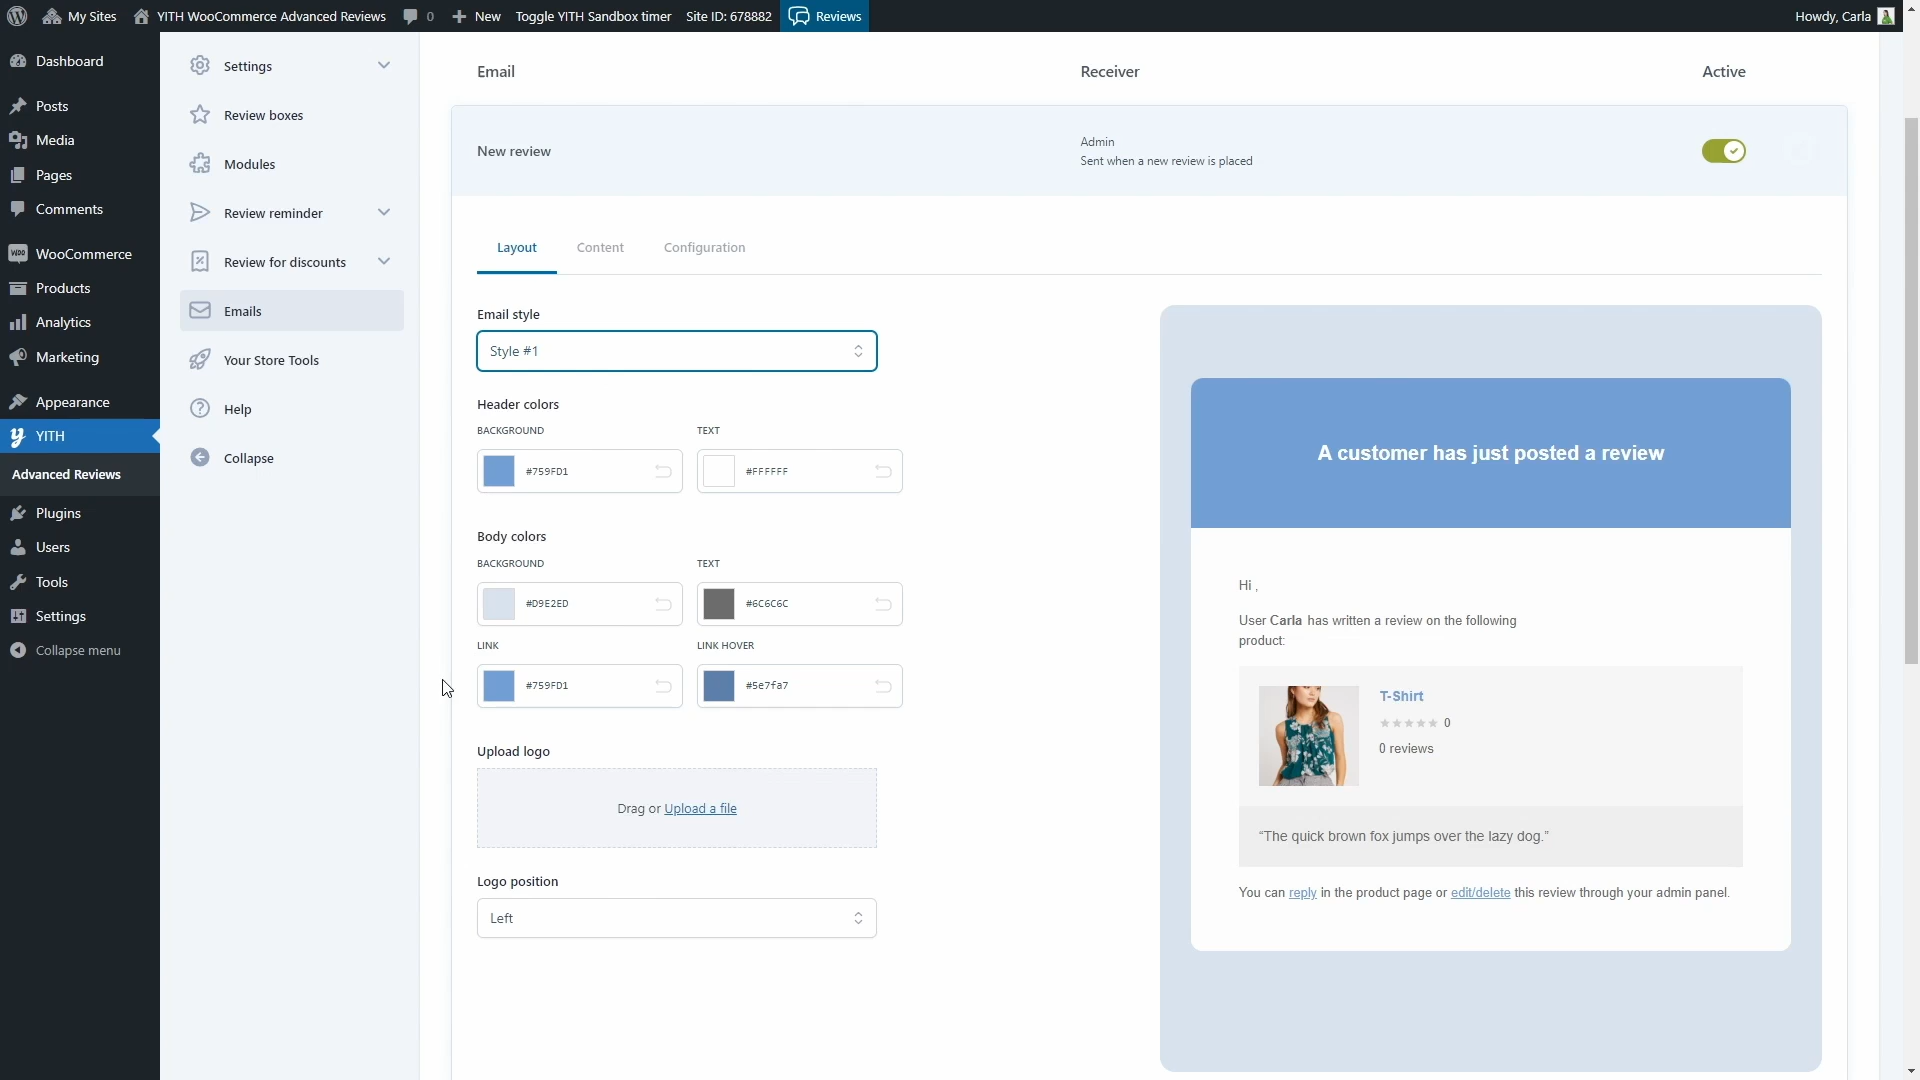 My Sites
YITH WooCommerce Advanced Reviews
0
New
Toggle YITH Sandbox timer
Site ID: 678882
Reviews
Howdy, Carla
Dashboard
Posts
Media
Pages
Comments
WooCommerce
Products
Analytics
Marketing
Appearance
YITH
Advanced Reviews
Plugins
Users
Tools
Settings
Collapse menu
Settings
Review boxes
Modules
Review reminder
Review for discounts
Emails
Your Store Tools
Help
Collapse
Email
Receiver
Active
New review
Admin
Sent when a new review is placed
Layout
Content
Configuration
Email style
Style #1
Header colors
BACKGROUND
TEXT
#759FD1
#FFFFFF
Body colors
BACKGROUND
TEXT
#D9E2ED
#6C6C6C
LINK
LINK HOVER
#759FD1
#5e7fa7
Upload logo
Drag or Upload a file
Logo position
Left
A customer has just posted a review
Hi ,
User Carla has written a review on the following
product:
T-Shirt
0
0 reviews
“The quick brown fox jumps over the lazy dog.”
You can reply in the product page or edit/delete this review through your admin panel.